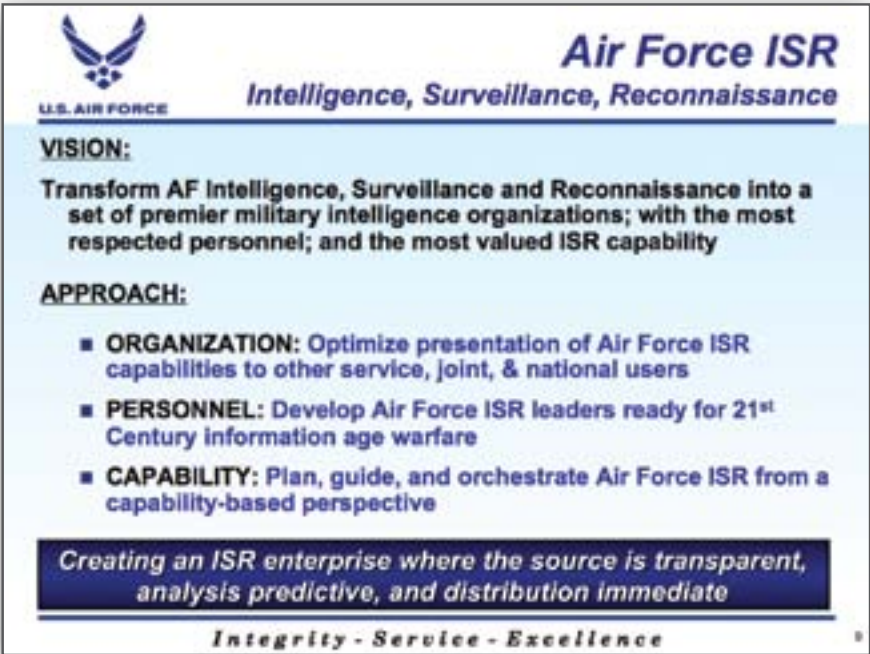 Air Force ISR
U.S. AIR FORCE
Intelligence, Surveillance, Reconnaissance
VISION:
Transform AF Intelligence, Surveillance and Reconnaissance into a
set of premier military intelligence organizations; with the most
respected personnel; and the most valued ISR capability
APPROACH:
■ ORGANIZATION: Optimize presentation of Air Force ISR
capabilities to other service, joint, & national users
■ PERSONNEL: Develop Air Force ISR leaders ready for 21st
Century information age warfare
■ CAPABILITY: Plan, guide, and orchestrate Air Force ISR from a
capability-based perspective
Creating an ISR enterprise where the source is transparent,
analysis predictive, and distribution immediate
Integrity - Service - Excellence